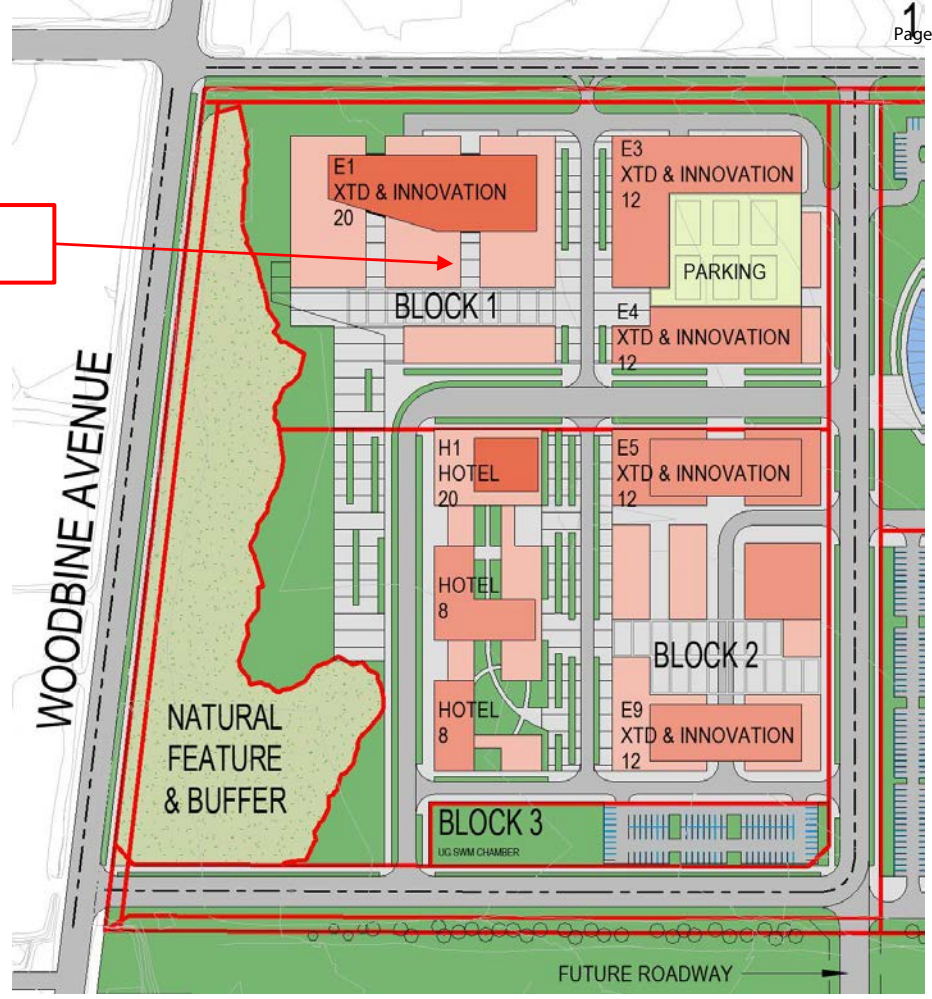 1
Page
E1
XTD & INNOVATION
20
E3
XTD & INNOVATION
12
PARKING
BLOCK 1
E4
XTD & INNOVATION
12
WOODBINE AVENUE
H1
HOTEL
20
E5
XTD & INNOVATION
12
HOTEL
8
BLOCK 2
HOTEL
8
E9
XTD & INNOVATION
12
NATURAL
FEATURE
& BUFFER
BLOCK 3
UG SWM CHAMBER
FUTURE ROADWAY